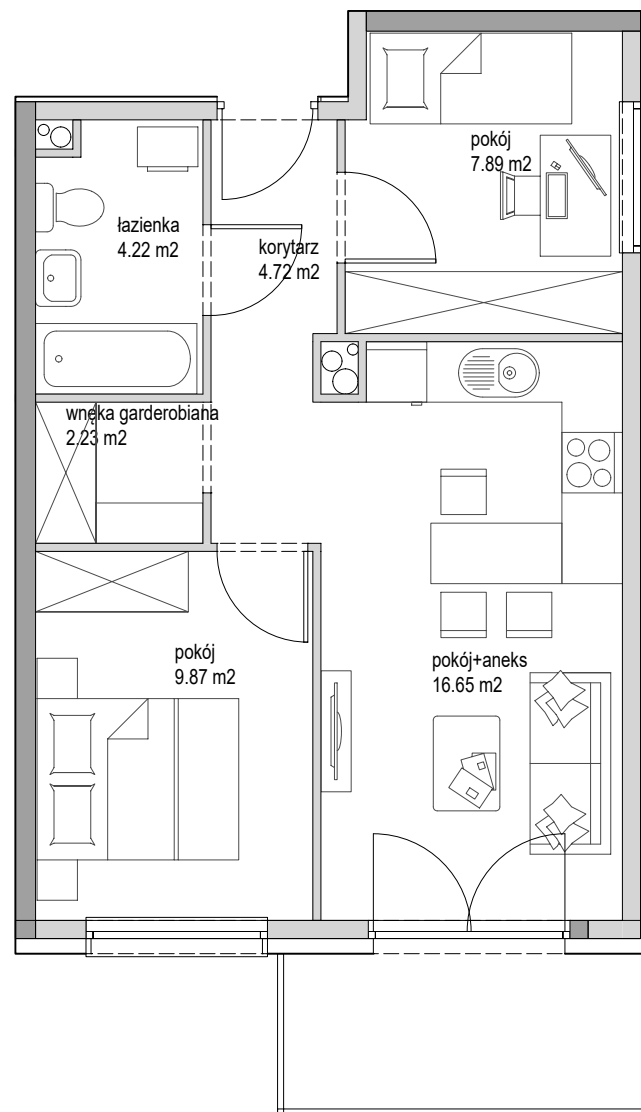 pokój
7.89 m2
łazienka
4.22 m2
korytarz
4.72 m2
wnęka garderobiana
2.23 m2
pokój
9.87 m2
pokój+aneks
16.65 m2